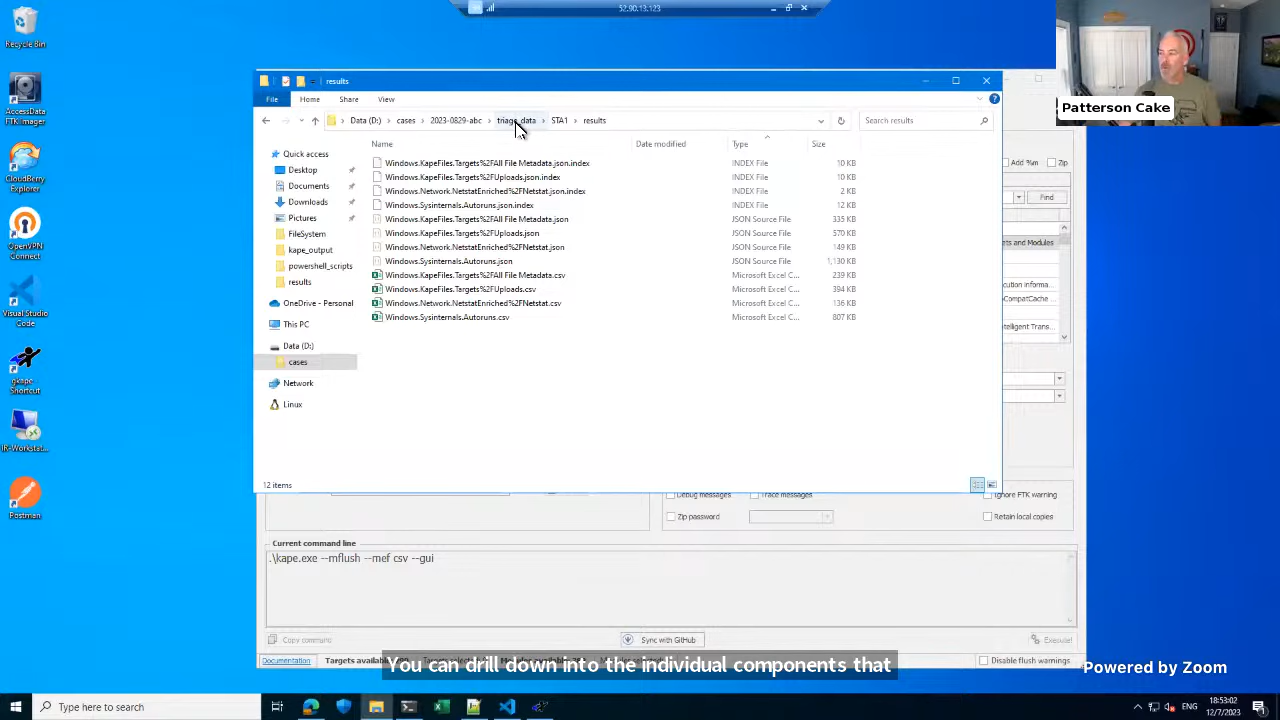 52.90.13.123
Recycle Bin
AccessData
FTK Imager
CloudBerry
Explorer
OpenVPN
Connect
Visual Studio
Code
gkape
Shortcut
IR-Workstat...
Postman
results
File Home Share View
Data (D:) cases 2023-0829-abc triage_data STA1 results
Search results
Name Date modified Type Size
Quick access
Desktop
Documents
Downloads
Pictures
FileSystem
kape_output
powershell_scripts
results
OneDrive - Personal
This PC
Data (D:)
cases
Network
Linux
Windows.KapeFiles.Targets%2FAll File Metadata.json.index INDEX File 10 KB
Windows.KapeFiles.Targets%2FUploads.json.index INDEX File 10 KB
Windows.Network.NetstatEnriched%2FNetstat.json.index INDEX File 2 KB
Windows.Sysinternals.Autoruns.json.index INDEX File 12 KB
Windows.KapeFiles.Targets%2FAll File Metadata.json JSON Source File 335 KB
Windows.KapeFiles.Targets%2FUploads.json JSON Source File 570 KB
Windows.Network.NetstatEnriched%2FNetstat.json JSON Source File 149 KB
Windows.Sysinternals.Autoruns.json JSON Source File 1,130 KB
Windows.KapeFiles.Targets%2FAll File Metadata.csv Microsoft Excel C... 239 KB
Windows.KapeFiles.Targets%2FUploads.csv Microsoft Excel C... 394 KB
Windows.Network.NetstatEnriched%2FNetstat.csv Microsoft Excel C... 136 KB
Windows.Sysinternals.Autoruns.csv Microsoft Excel C... 807 KB
12 items
Patterson Cake
Add %m Zip
Find
ets and Modules
cution informa...
ompatCache
telligent Trans...
Debug messages Trace messages Ignore FTK warning
Zip password Retain local copies
Current command line
.\kape.exe --mflush --mef csv --gui
Copy command Sync with GitHub Execute!
Documentation Targets availa
Disable flush warnings
You can drill down into the individual components that
Powered by Zoom
Type here to search
ENG
18:53:02
12/7/2023